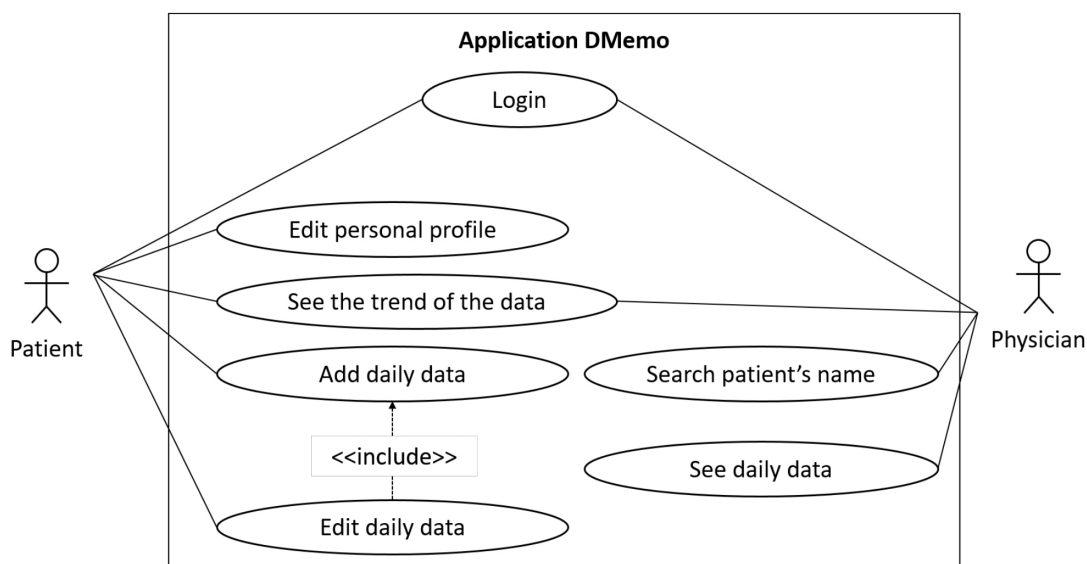 Application DMemo
Login
Edit personal profile
See the trend of the data
Patient
Physician
Add daily data
Search patient’s name
<<include>>
See daily data
Edit daily data